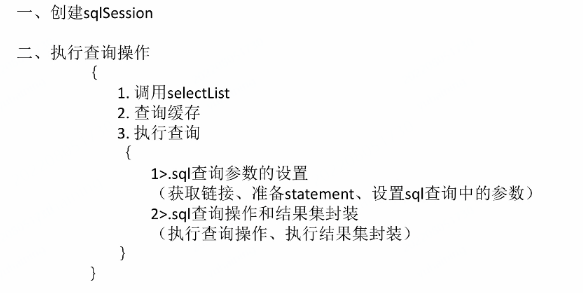 一、创建sqlSession
二、执行查询操作
{
1. 调用selectList
2. 查询缓存
3. 执行查询
{
1>.sql查询参数的设置
（获取链接、准备statement、设置sql查询中的参数）
2>.sql查询操作和结果集封装
（执行查询操作、执行结果集封装）
}
}